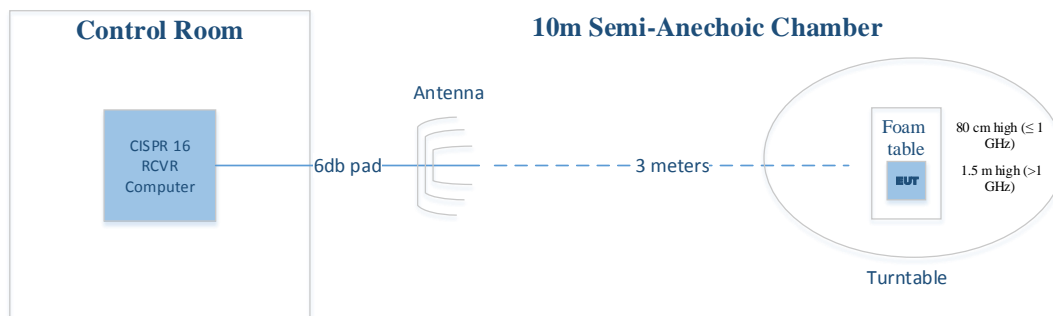 Control Room
10m Semi-Anechoic Chamber
Antenna
CISPR 16
RCVR
Computer
6db pad
3 meters
Foam
table
EUT
80 cm high (≤ 1
GHz)
1.5 m high (>1
GHz)
Turntable